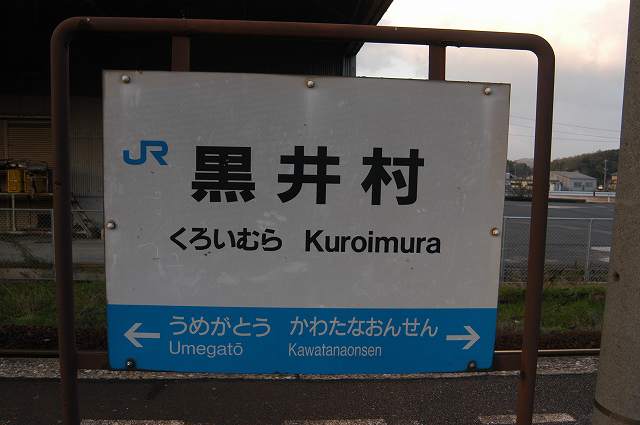 JR 黒井村
くろいむら Kuroimura
← うめがとう かわたなおんせん →
Umegatō Kawatanaonsen